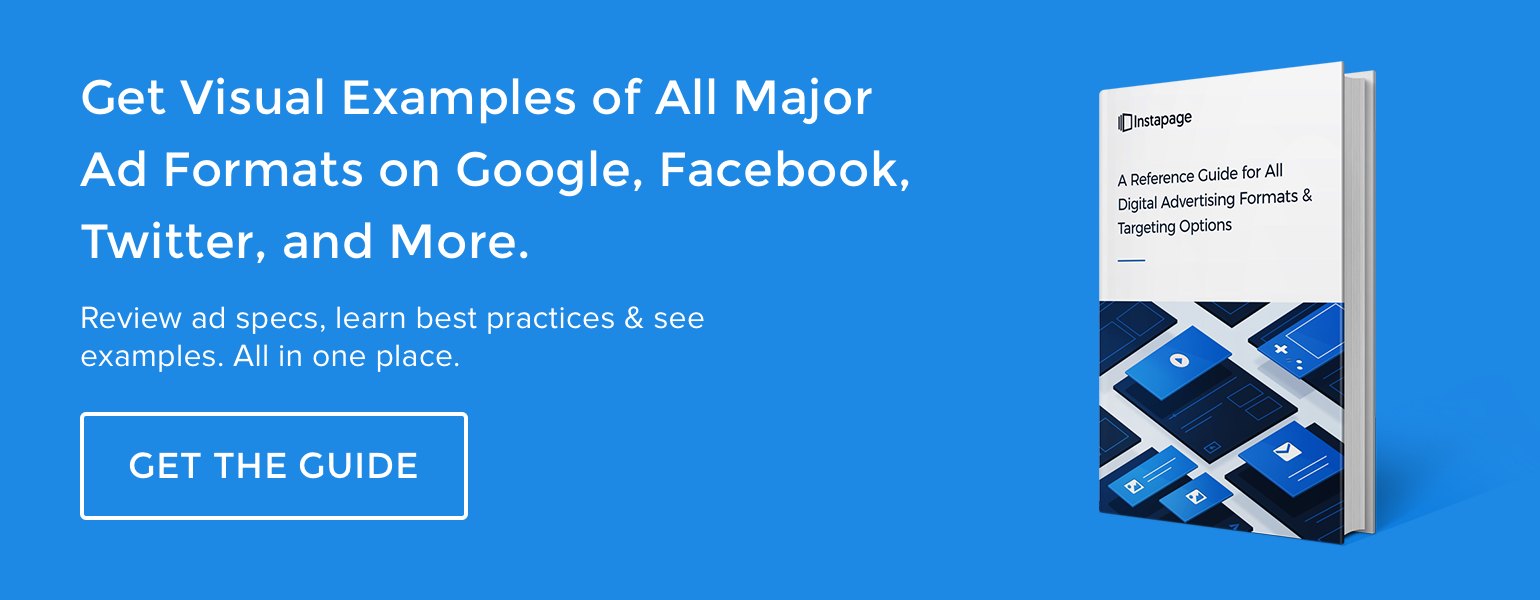 Get Visual Examples of All Major
Ad Formats on Google, Facebook,
Twitter, and More.
Review ad specs, learn best practices & see
examples. All in one place.
GET THE GUIDE
Instapage
A Reference Guide for All
Digital Advertising Formats &
Targeting Options